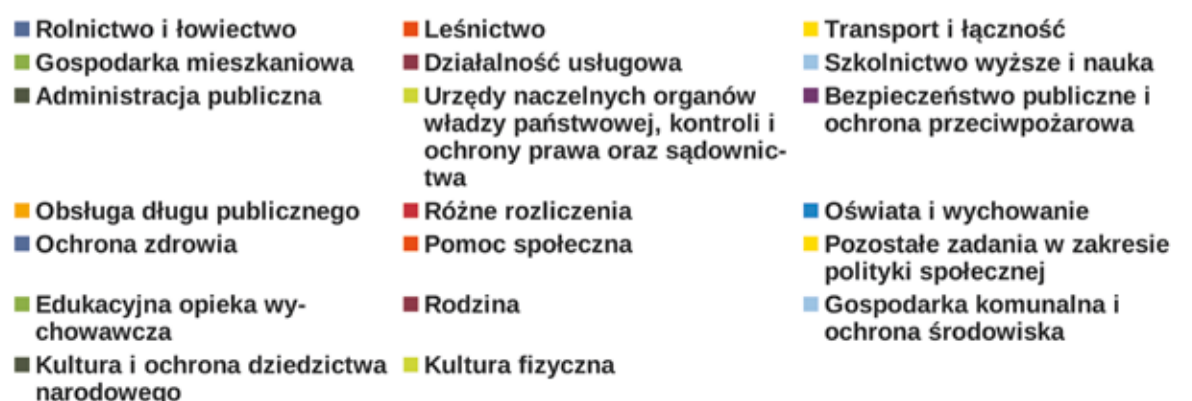 Rolnictwo i łowiectwo
Leśnictwo
Transport i łączność
Gospodarka mieszkaniowa
Działalność usługowa
Szkolnictwo wyższe i nauka
Administracja publiczna
Urzędy naczelnych organów
władzy państwowej, kontroli i
ochrony prawa oraz sądownic-
twa
Bezpieczeństwo publiczne i
ochrona przeciwpożarowa
Obsługa długu publicznego
Różne rozliczenia
Oświata i wychowanie
Ochrona zdrowia
Pomoc społeczna
Pozostałe zadania w zakresie
polityki społecznej
Edukacyjna opieka wy-
chowawcza
Rodzina
Gospodarka komunalna i
ochrona środowiska
Kultura i ochrona dziedzictwa
narodowego
Kultura fizyczna